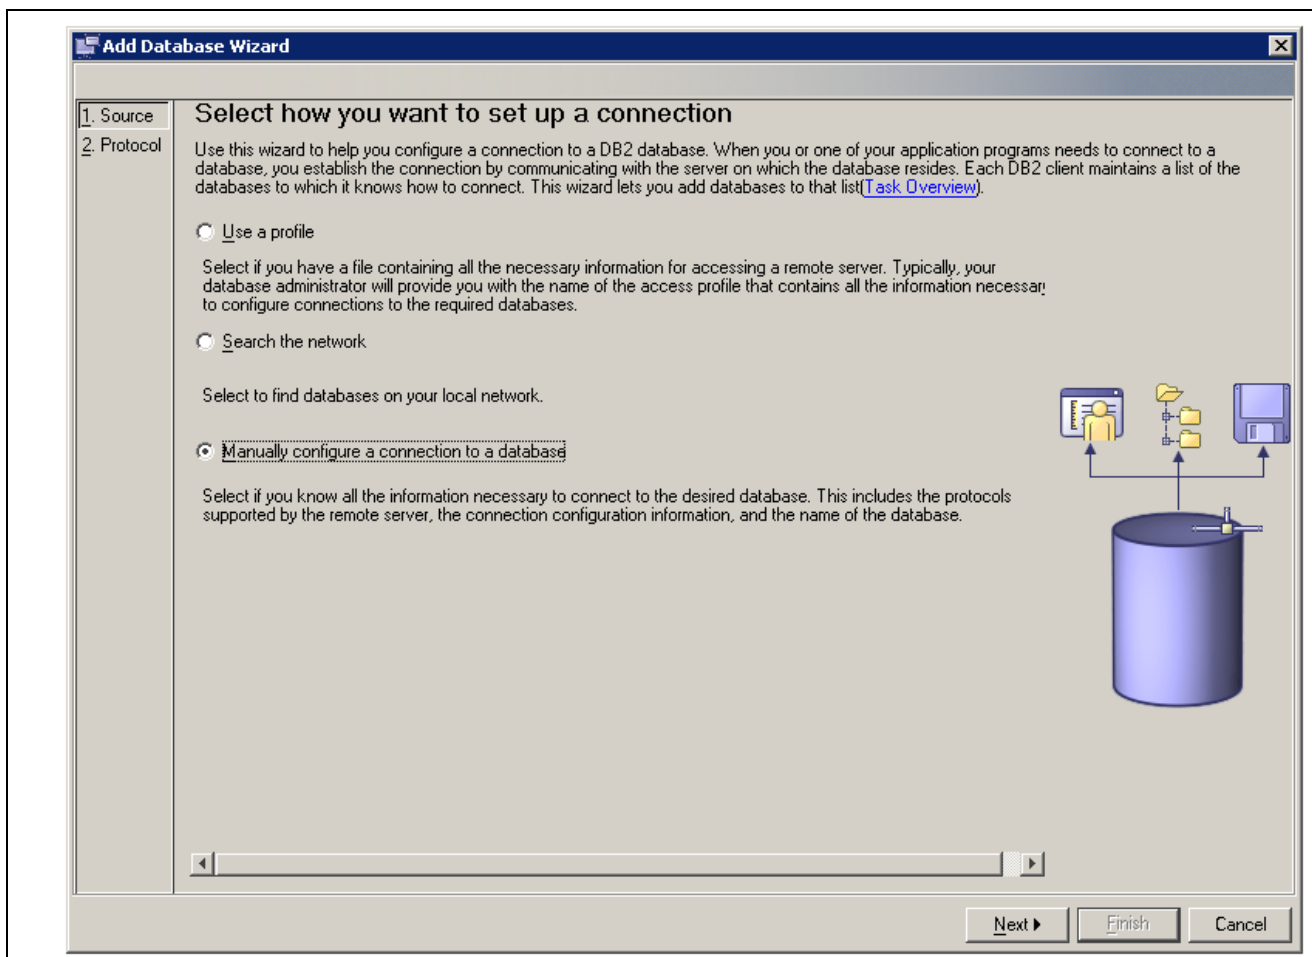 Add Database Wizard
1. Source
2. Protocol
Select how you want to set up a connection
Use this wizard to help you configure a connection to a DB2 database. When you or one of your application programs needs to connect to a
database, you establish the connection by communicating with the server on which the database resides. Each DB2 client maintains a list of the
databases to which it knows how to connect. This wizard lets you add databases to that list(Task Overview).
Use a profile
Select if you have a file containing all the necessary information for accessing a remote server. Typically, your
database administrator will provide you with the name of the access profile that contains all the information necessary
to configure connections to the required databases.
Search the network
Select to find databases on your local network.
Manually configure a connection to a database
Select if you know all the information necessary to connect to the desired database. This includes the protocols
supported by the remote server, the connection configuration information, and the name of the database.
Next
Finish
Cancel